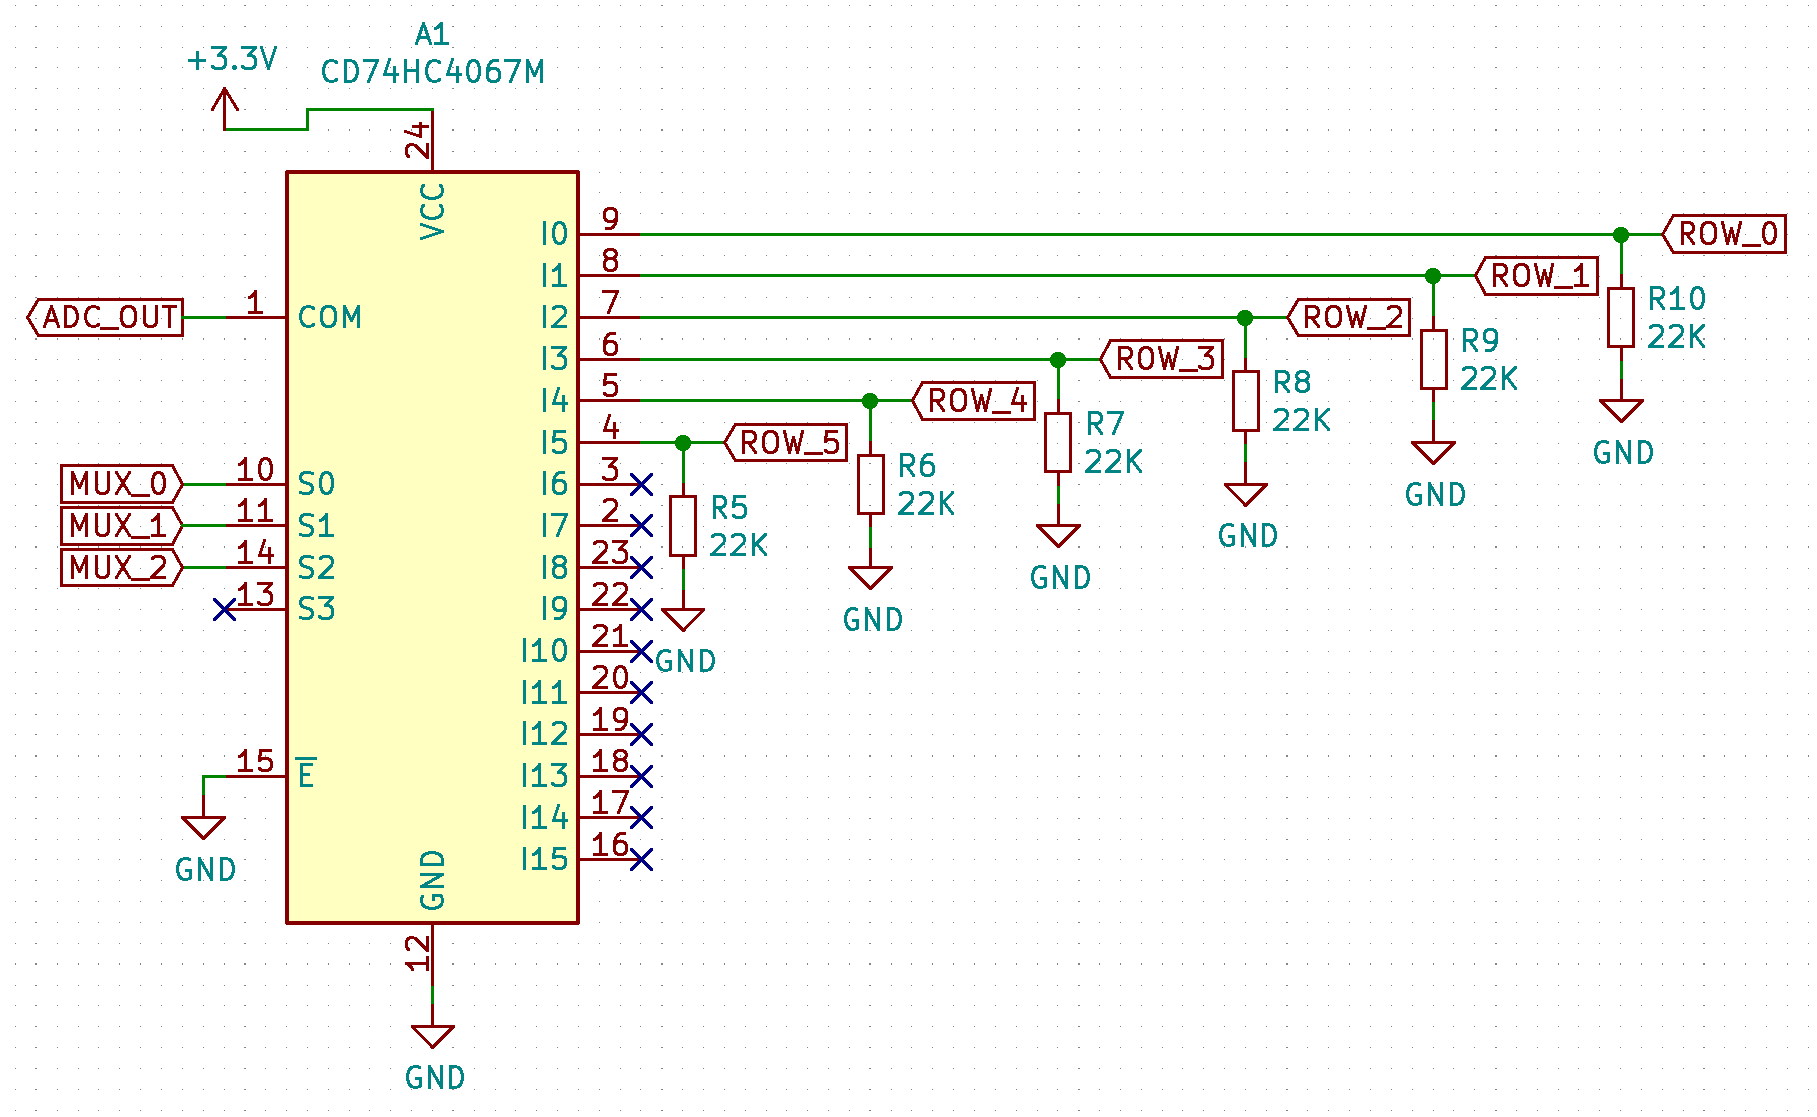 A1
+3.3V
CD74HC4067M
24
VCC
9
I0
ROW_0
8
I1
ROW_1
R10
22K
1
ADC_OUT
COM
7
I2
ROW_2
R9
22K
6
I3
ROW_3
R8
22K
5
I4
ROW_4
R7
22K
4
I5
ROW_5
R6
22K
GND
GND
GND
GND
GND
GND
MUX_0
10
S0
3
I6
R5
22K
MUX_1
11
S1
2
I7
MUX_2
14
S2
23
I8
13
S3
22
I9
21
I10
20
I11
19
I12
15
E
18
I13
17
I14
16
I15
GND
GND
12
GND